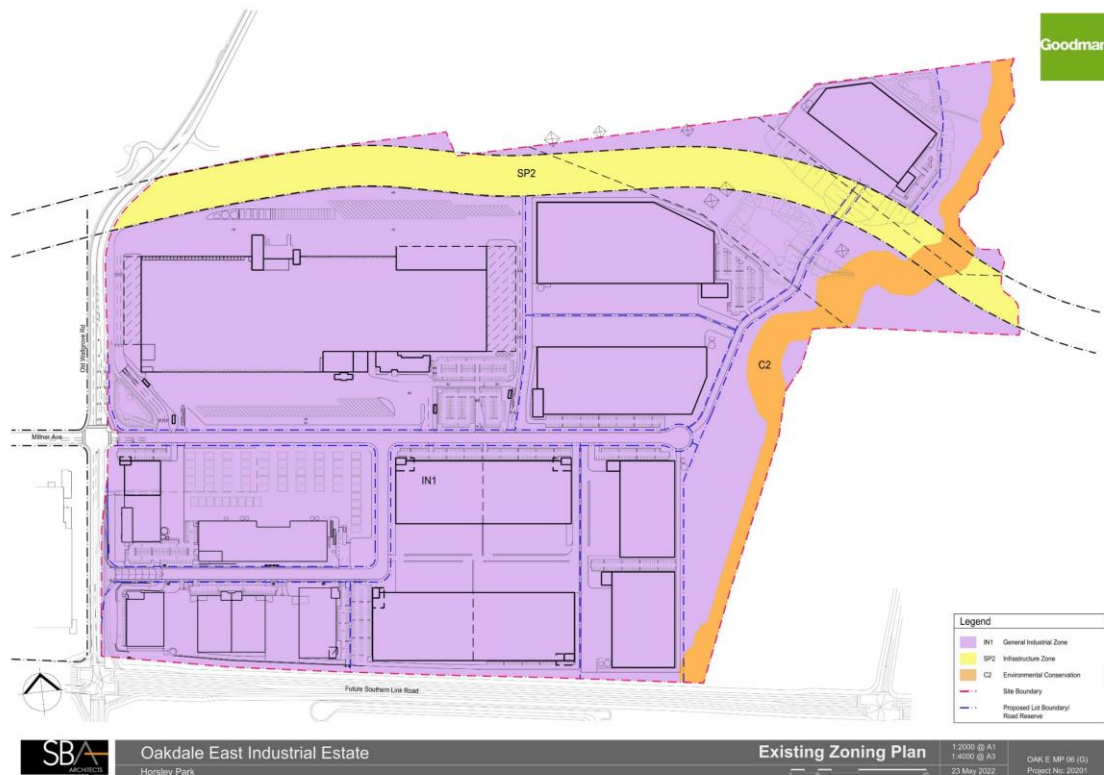 Goodman
SP2
Old Wallgrove Rd
C2
Millner Ave
IN1
Legend
IN1 General Industrial Zone
SP2 Infrastructure Zone
C2 Environmental Conservation
Site Boundary
Proposed Lot Boundary/
Road Reserve
Future Southern Link Road
SBA
ARCHITECTS
Oakdale East Industrial Estate
Horsley Park
Existing Zoning Plan
1:2000 @ A1
1:4000 @ A3
23 May 2022
OAK E MP 06 (G)
Project No: 20201